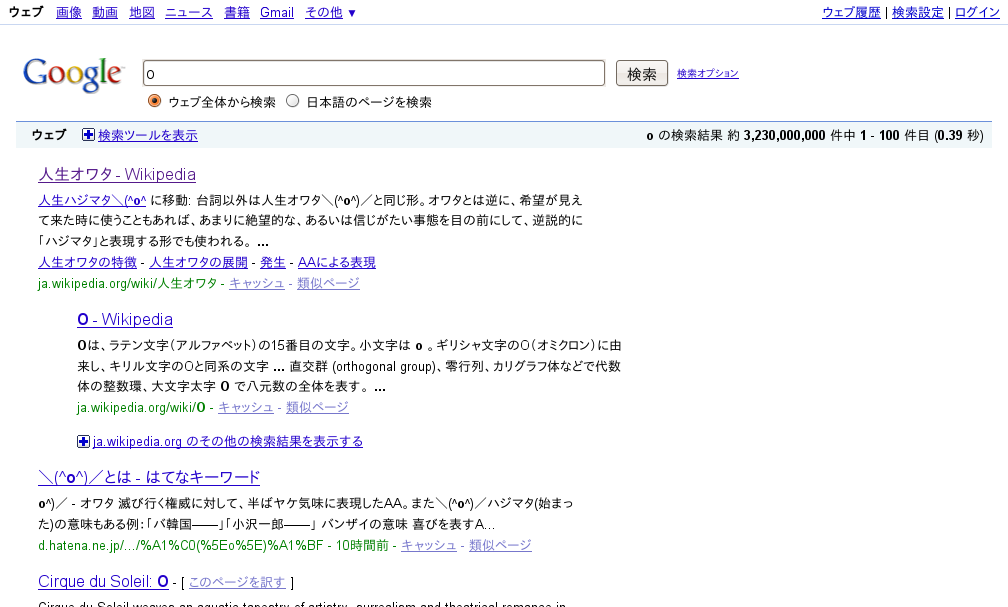 ウェブ 画像 動画 地図 ニュース 書籍 Gmail その他 ▼ ウェブ履歴 | 検索設定 | ログイン
Google o 検索 検索オプション
ウェブ全体から検索 日本語のページを検索
ウェブ 検索ツールを表示 o の検索結果 約 3,230,000,000 件中 1 - 100 件目 (0.39 秒)
人生オワタ - Wikipedia
人生ハジマタ＼(^o^ に移動: 台詞以外は人生オワタ＼(^o^)／と同じ形。オワタとは逆に、希望が見え
て来た時に使うこともあれば、あまりに絶望的な、あるいは信じがたい事態を目の前にして、逆説的に
「ハジマタ」と表現する形でも使われる。 ...
人生オワタの特徴 - 人生オワタの展開 - 発生 - AAによる表現
ja.wikipedia.org/wiki/人生オワタ - キャッシュ - 類似ページ
O - Wikipedia
Oは、ラテン文字（アルファベット）の15番目の文字。小文字は o 。ギリシャ文字のΟ（オミクロン）に由
来し、キリル文字のОと同系の文字 ... 直交群 (orthogonal group)、零行列、カリグラフ体などで代数
体の整数環、大文字太字 O で八元数の全体を表す。 ...
ja.wikipedia.org/wiki/O - キャッシュ - 類似ページ
ja.wikipedia.org のその他の検索結果を表示する
＼(^o^)／とは - はてなキーワード
o^)／ - オワタ 滅び行く権威に対して、半ばヤケ気味に表現したAA。また＼(^o^)／ハジマタ(始まっ
た)の意味もある例：「バ韓国――」「小沢一郎――」 バンザイの意味 喜びを表すA...
d.hatena.ne.jp/.../%A1%C0(%5Eo%5E)%A1%BF - 10時間前 - キャッシュ - 類似ページ
Cirque du Soleil: O - [ このページを訳す ]
Cirque du Soleil weaves an aquatic tapestry of artistry, surrealism and theatrical romance in